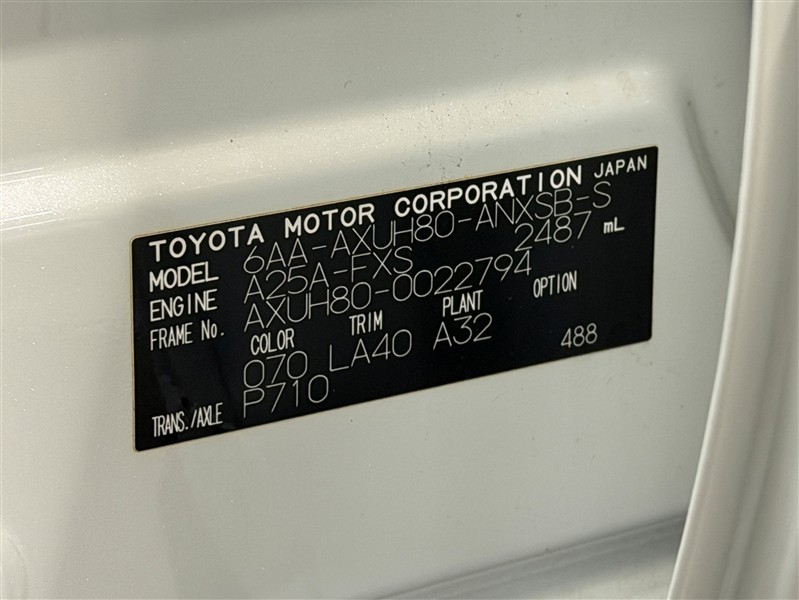 TOYOTA MOTOR CORPORATION JAPAN
MODEL 6AA-AXUH80-ANXSB-S
ENGINE A25A-FXS 2487 mL
FRAME No. AXUH80-0022794
COLOR TRIM PLANT OPTION
070 LA40 A32 488
TRANS./AXLE P710